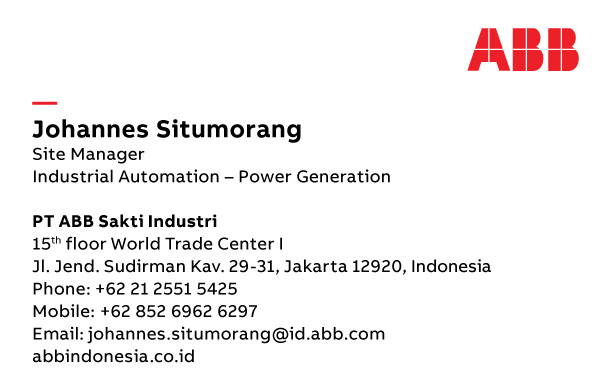 ABB
Johannes Situmorang
Site Manager
Industrial Automation – Power Generation
PT ABB Sakti Industri
15th floor World Trade Center I
Jl. Jend. Sudirman Kav. 29-31, Jakarta 12920, Indonesia
Phone: +62 21 2551 5425
Mobile: +62 852 6962 6297
Email: johannes.situmorang@id.abb.com
abbindonesia.co.id